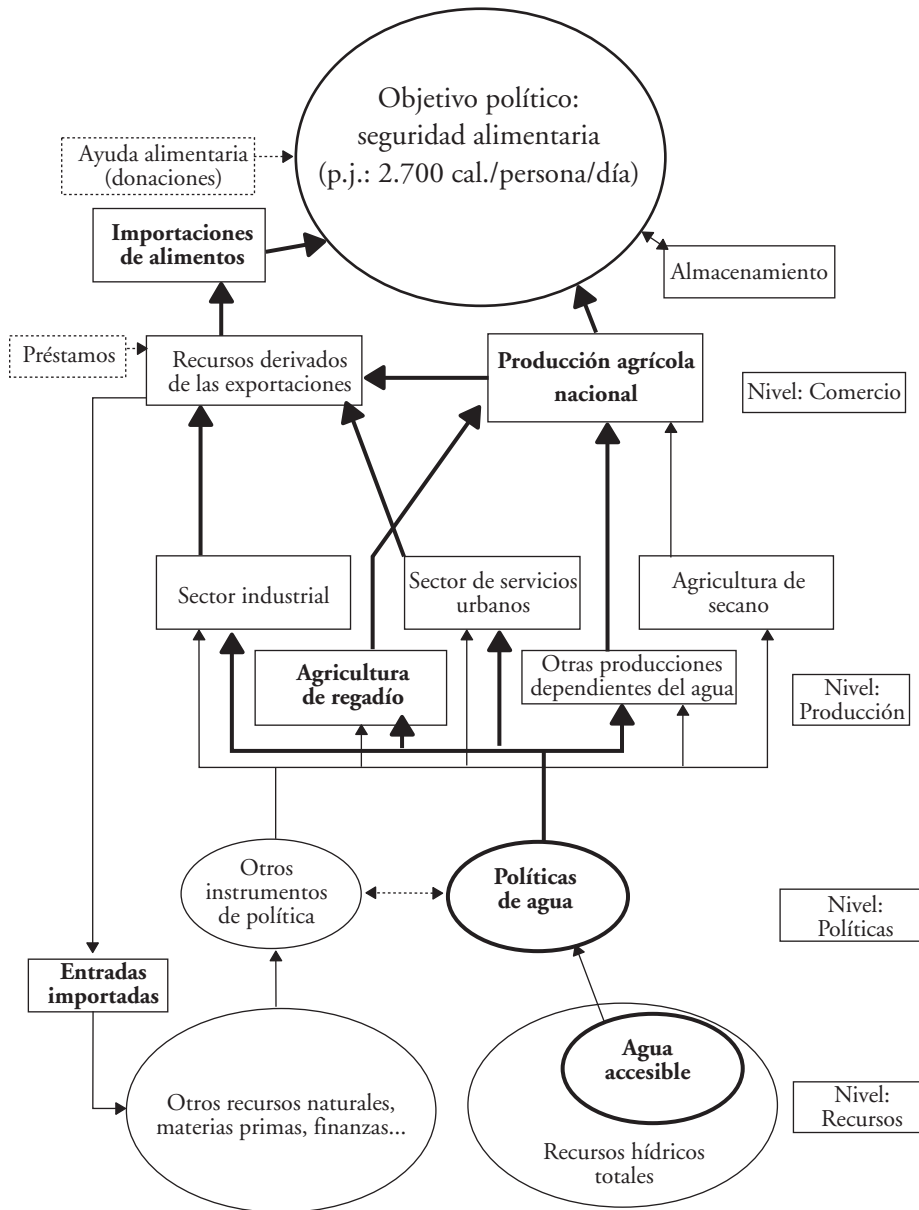 Objetivo político:
seguridad alimentaria
(p.j.: 2.700 cal./persona/día)
Ayuda alimentaria
(donaciones)
Importaciones
de alimentos
Almacenamiento
Préstamos
Recursos derivados
de las exportaciones
Producción agrícola
nacional
Nivel: Comercio
Sector industrial
Sector de servicios
urbanos
Agricultura de
secano
Agricultura
de regadío
Otras producciones
dependientes del agua
Nivel:
Producción
Otros
instrumentos
de política
Políticas
de agua
Nivel:
Políticas
Entradas
importadas
Agua
accesible
Otros recursos naturales,
materias primas, finanzas...
Recursos hídricos
totales
Nivel:
Recursos